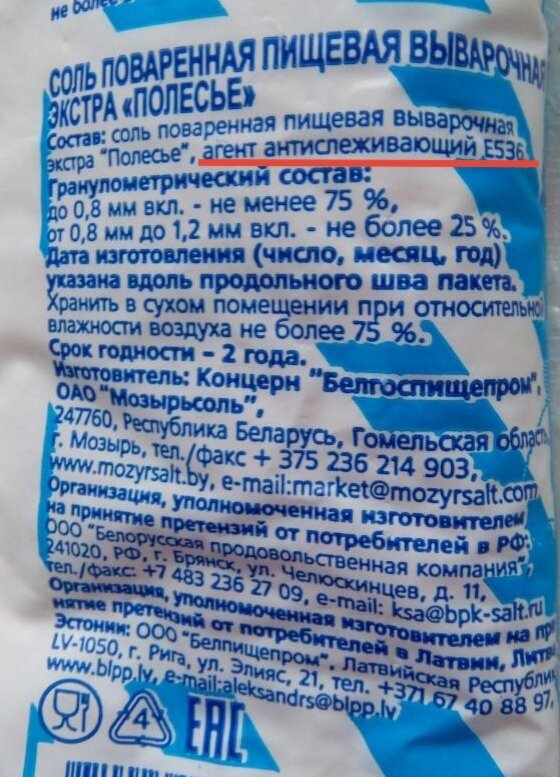 не более
СОЛЬ ПОВАРЕННАЯ ПИЩЕВАЯ ВЫВАРОЧНАЯ
ЭКСТРА «ПОЛЕСЬЕ»
Состав: соль поваренная пищевая выварочная
экстра "Полесье", агент антислеживающий Е536.
Гранулометрический состав:
до 0,8 мм вкл. - не менее 75 %,
от 0,8 мм до 1,2 мм вкл. - не более 25 %.
Дата изготовления (число, месяц, год)
указана вдоль продольного шва пакета.
Хранить в сухом помещении при относительно
влажности воздуха не более 75 %.
Срок годности – 2 года.
Изготовитель: Концерн "Белгоспищепром",
ОАО "Мозырьсоль",
247760, Республика Беларусь, Гомельская област
г. Мозырь, тел./факс + 375 236 214 903,
www.mozyrsalt.by, e-mail:market@mozyrsalt.com
Организация, уполномоченная изготовителем
на принятие претензий от потребителей в РФ:
ООО "Белорусская продовольственная компания",
241020, РФ, г. Брянск, ул. Челюскинцев, д. 11,
тел./факс: +7 483 236 27 09, e-mail: ksa@bpk-salt.ru
Организация, уполномоченная изготовителем на пр
нятие претензий от потребителей в Латвии, Литв
Эстонии: ООО "Белпищепром", Латвийская Республи
LV-1050, г. Рига, ул. Элияс, 21, тел. +371 67 40 88 97,
www.blpp.lv, e-mail:aleksandrs@blpp.lv
4 EAC